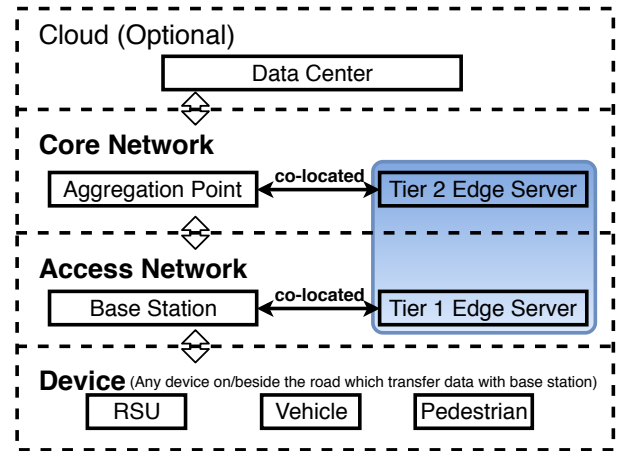 Cloud (Optional)
Data Center
Core Network
Aggregation Point
co-located
Tier 2 Edge Server
Access Network
Base Station
co-located
Tier 1 Edge Server
Device (Any device on/beside the road which transfer data with base station)
RSU
Vehicle
Pedestrian